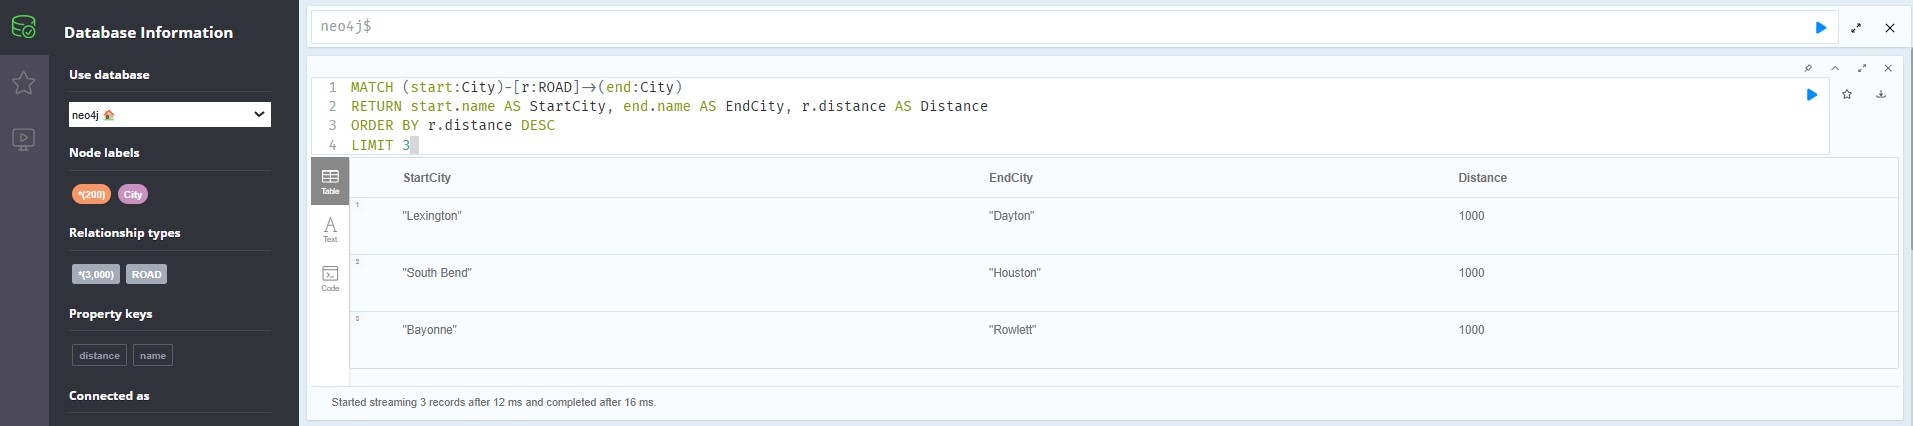 Database Information
Use database
neo4j
Node labels
*(200) City
Relationship types
*(3,000) ROAD
Property keys
distance name
Connected as
neo4j$
1 MATCH (start:City)-[r:ROAD]→(end:City)
2 RETURN start.name AS StartCity, end.name AS EndCity, r.distance AS Distance
3 ORDER BY r.distance DESC
4 LIMIT 3
Table
Text
Code
StartCity EndCity Distance
1 "Lexington" "Dayton" 1000
2 "South Bend" "Houston" 1000
3 "Bayonne" "Rowlett" 1000
Started streaming 3 records after 12 ms and completed after 16 ms.